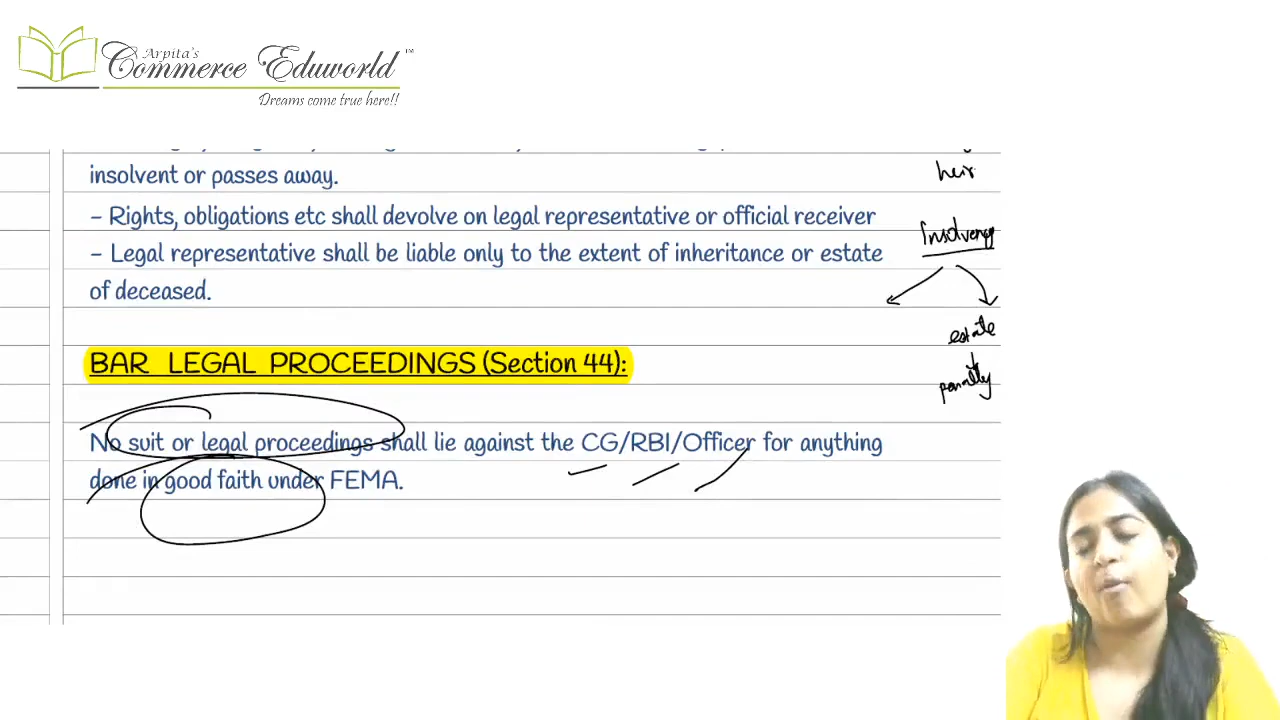 Arpita's
Commerce Eduworld™
Dreams come true here!!
insolvent or passes away.
- Rights, obligations etc shall devolve on legal representative or official receiver
- Legal representative shall be liable only to the extent of inheritance or estate
of deceased.
BAR LEGAL PROCEEDINGS (Section 44):
No suit or legal proceedings shall lie against the CG/RBI/Officer for anything
done in good faith under FEMA.
heir
Insolvency
estate
penalty